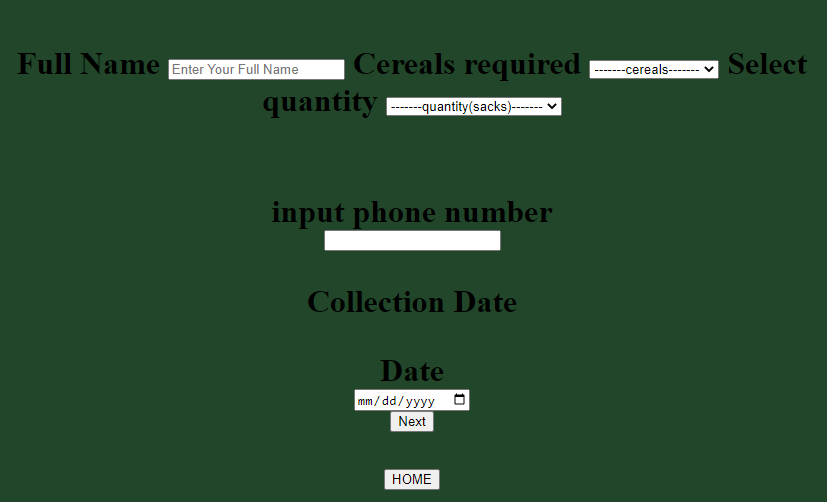 Full Name Enter Your Full Name Cereals required -------cereals------- Select
quantity -------quantity(sacks)-------
input phone number
Collection Date
Date
mm/dd/yyyy
Next
HOME